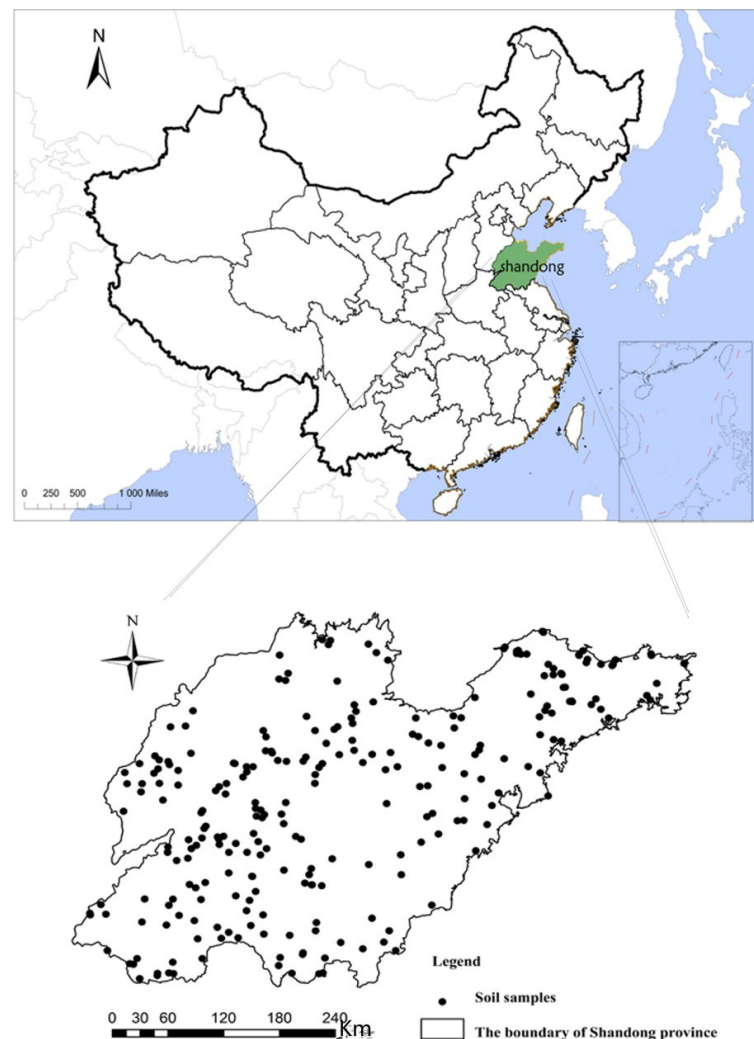 N
shandong
0 250 500 1 000 Miles
N
Legend
Soil samples
The boundary of Shandong province
0 30 60 120 180 240 Km